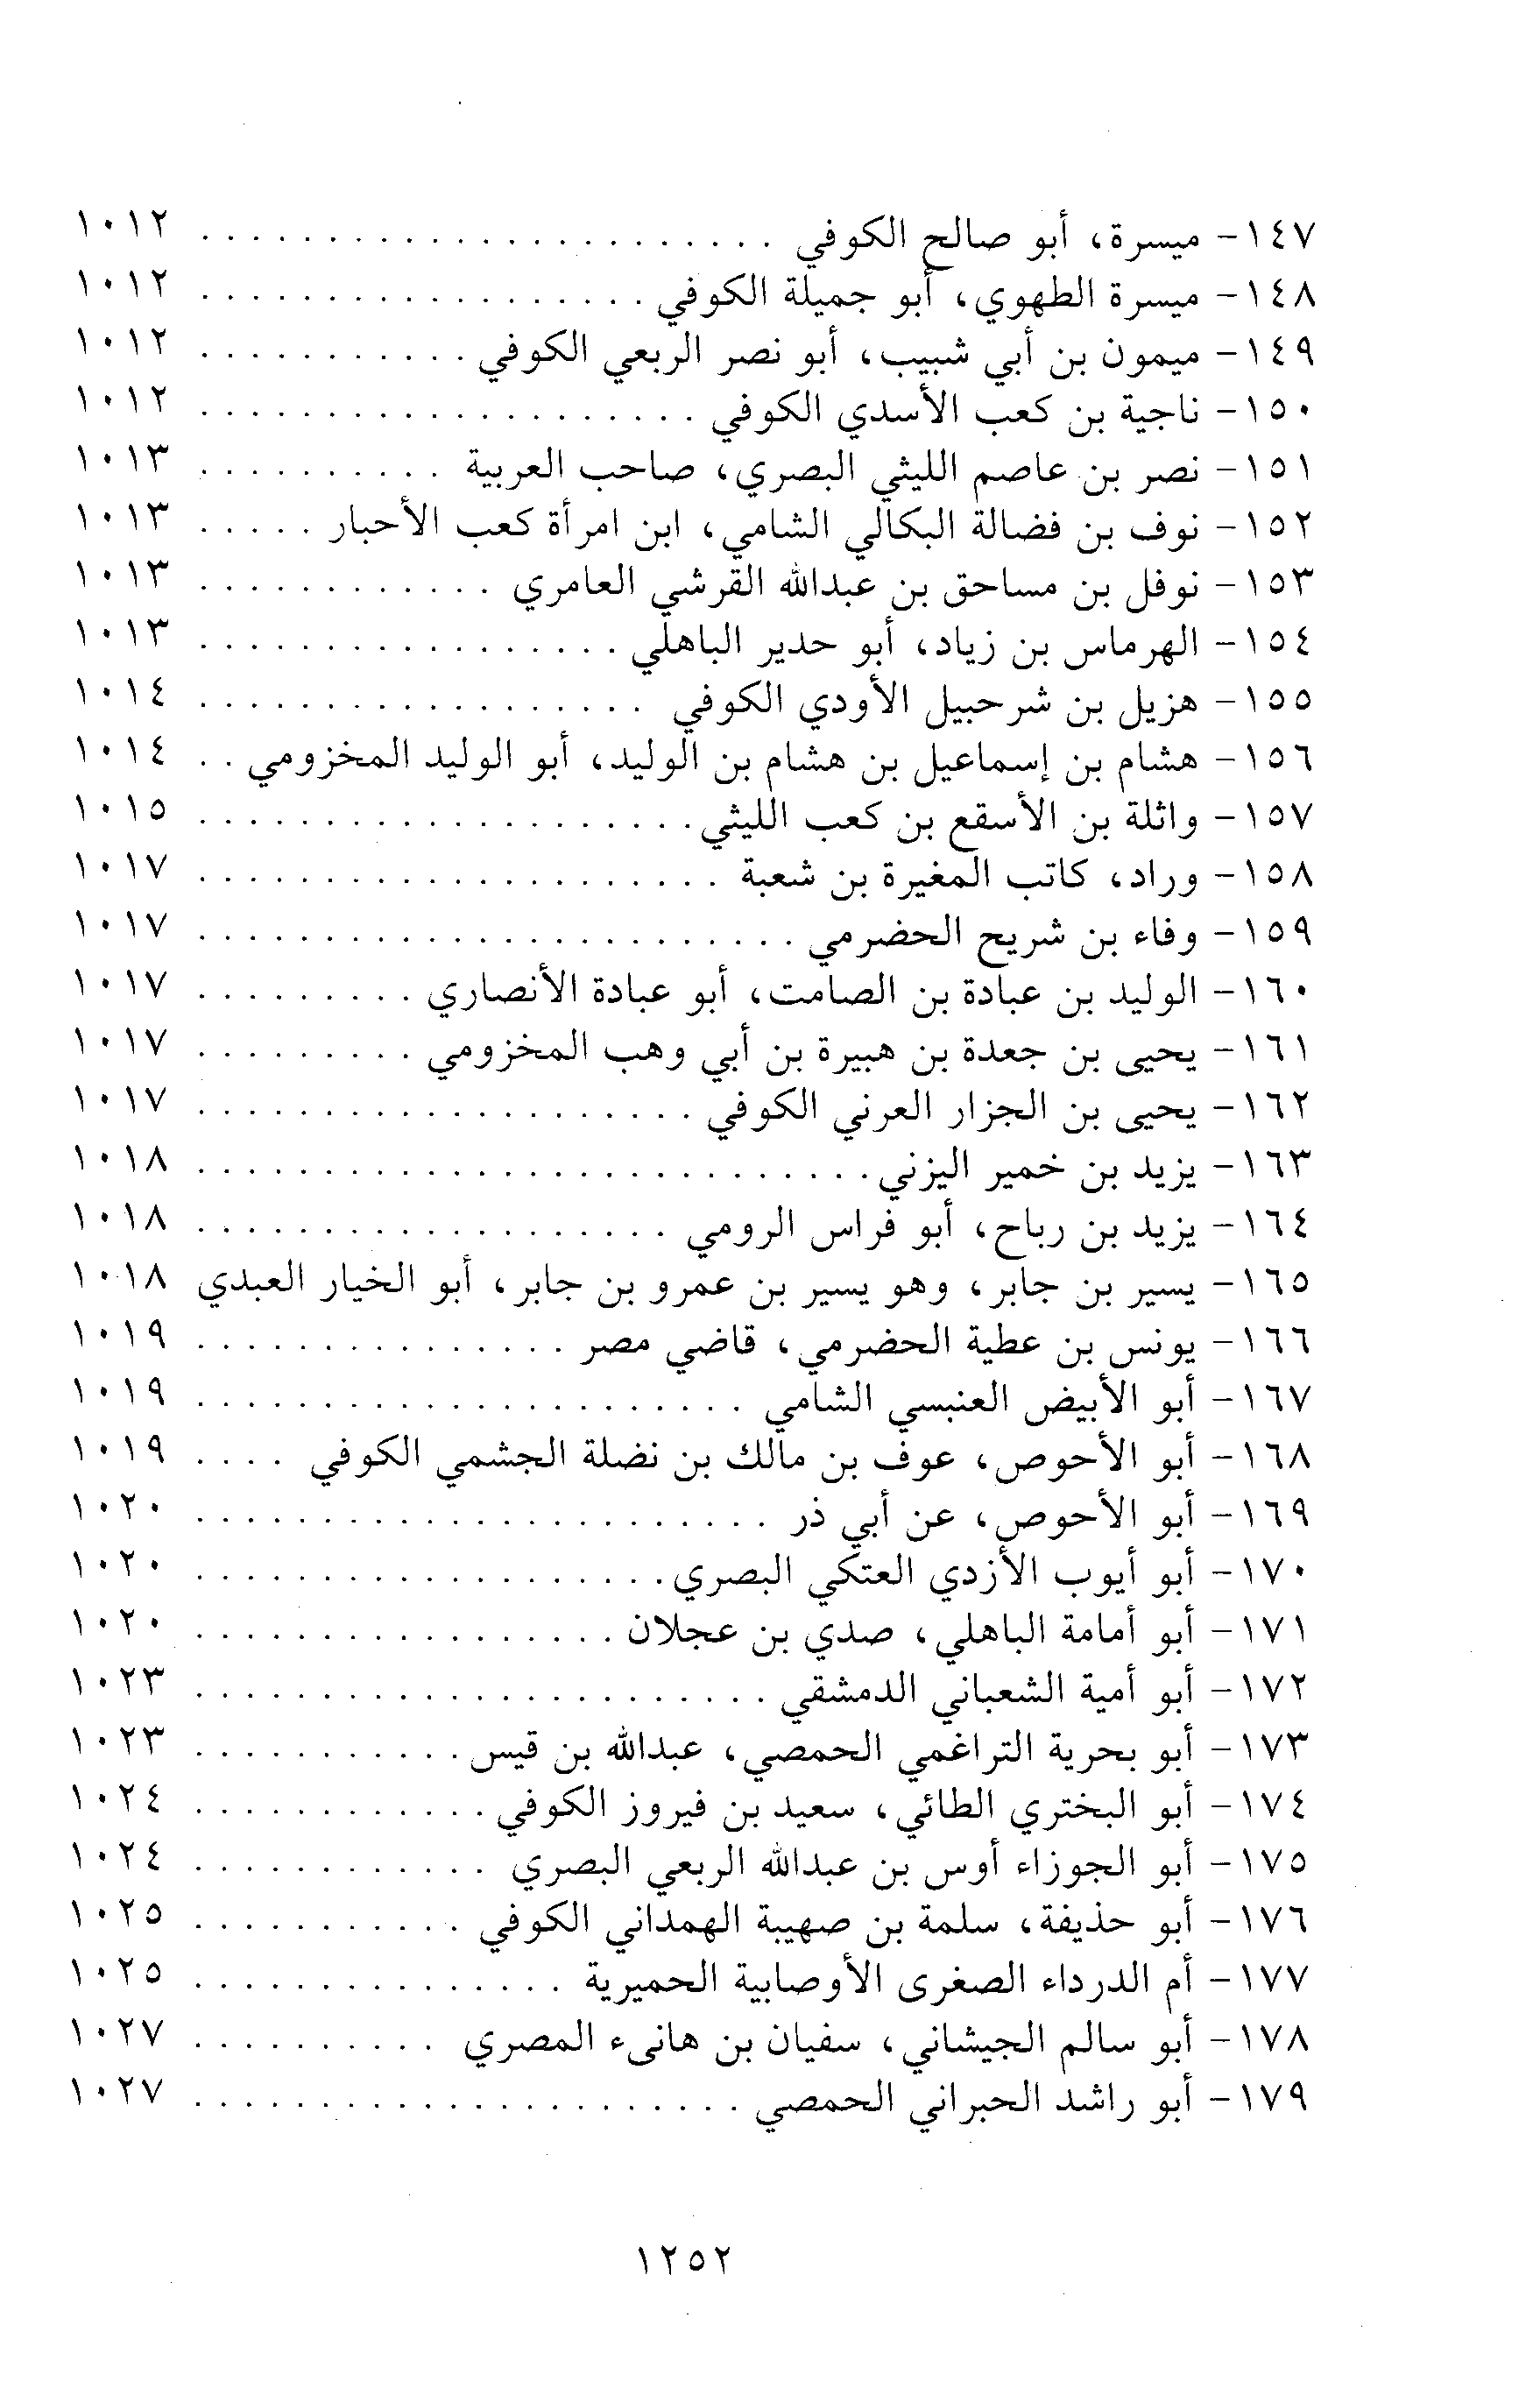 ١٤٧- ميسرة، أبو صالح الكوفي . . . . . . . . . . . . . . . . . . . . . . . ١٠١٢
١٤٨- ميسرة الطهوي، أبو جميلة الكوفي . . . . . . . . . . . . . . . . . . ١٠١٢
١٤٩- ميمون بن أبي شبيب، أبو نصر الربعي الكوفي . . . . . . . . . . . ١٠١٢
١٥٠- ناجية بن كعب الأسدي الكوفي . . . . . . . . . . . . . . . . . . . . ١٠١٢
١٥١- نصر بن عاصم الليثي البصري، صاحب العربية . . . . . . . . . . ١٠١٣
١٥٢- نوف بن فضالة البكالي الشامي، ابن امرأة كعب الأحبار . . . . . ١٠١٣
١٥٣- نوفل بن مساحق بن عبدالله القرشي العامري . . . . . . . . . . . . ١٠١٣
١٥٤- الهرماس بن زياد، أبو حدير الباهلي . . . . . . . . . . . . . . . . . ١٠١٣
١٥٥- هزيل بن شرحبيل الأودي الكوفي . . . . . . . . . . . . . . . . . . ١٠١٤
١٥٦- هشام بن إسماعيل بن هشام بن الوليد، أبو الوليد المخزومي . . ١٠١٤
١٥٧- واثلة بن الأسقع بن كعب الليثي . . . . . . . . . . . . . . . . . . . . ١٠١٥
١٥٨- وراد، كاتب المغيرة بن شعبة . . . . . . . . . . . . . . . . . . . . . ١٠١٧
١٥٩- وفاء بن شريح الحضرمي . . . . . . . . . . . . . . . . . . . . . . . . ١٠١٧
١٦٠- الوليد بن عبادة بن الصامت، أبو عبادة الأنصاري . . . . . . . . . ١٠١٧
١٦١- يحيى بن جعدة بن هبيرة بن أبي وهب المخزومي . . . . . . . . . ١٠١٧
١٦٢- يحيى بن الجزار العرني الكوفي . . . . . . . . . . . . . . . . . . . . ١٠١٧
١٦٣- يزيد بن خمير اليزني . . . . . . . . . . . . . . . . . . . . . . . . . . . ١٠١٨
١٦٤- يزيد بن رباح، أبو فراس الرومي . . . . . . . . . . . . . . . . . . . ١٠١٨
١٦٥- يسير بن جابر، وهو يسير بن عمرو بن جابر، أبو الخيار العبدي ١٠١٨
١٦٦- يونس بن عطية الحضرمي، قاضي مصر . . . . . . . . . . . . . . . ١٠١٩
١٦٧- أبو الأبيض العنبسي الشامي . . . . . . . . . . . . . . . . . . . . . . ١٠١٩
١٦٨- أبو الأحوص، عوف بن مالك بن نضلة الجشمي الكوفي . . . . ١٠١٩
١٦٩- أبو الأحوص، عن أبي ذر . . . . . . . . . . . . . . . . . . . . . . . ١٠٢٠
١٧٠- أبو أيوب الأزدي العتكي البصري . . . . . . . . . . . . . . . . . . . ١٠٢٠
١٧١- أبو أمامة الباهلي، صدي بن عجلان . . . . . . . . . . . . . . . . . ١٠٢٠
١٧٢- أبو أمية الشعباني الدمشقي . . . . . . . . . . . . . . . . . . . . . . . ١٠٢٣
١٧٣- أبو بحرية التراغمي الحمصي، عبدالله بن قيس . . . . . . . . . . . ١٠٢٣
١٧٤- أبو البختري الطائي، سعيد بن فيروز الكوفي . . . . . . . . . . . . ١٠٢٤
١٧٥- أبو الجوزاء أوس بن عبدالله الربعي البصري . . . . . . . . . . . . ١٠٢٤
١٧٦- أبو حذيفة، سلمة بن صهيبة الهمداني الكوفي . . . . . . . . . . . ١٠٢٥
١٧٧- أم الدرداء الصغرى الأوصابية الحميرية . . . . . . . . . . . . . . . ١٠٢٥
١٧٨- أبو سالم الجيشاني، سفيان بن هانىء المصري . . . . . . . . . . ١٠٢٧
١٧٩- أبو راشد الحبراني الحمصي . . . . . . . . . . . . . . . . . . . . . . ١٠٢٧
١٢٥٢